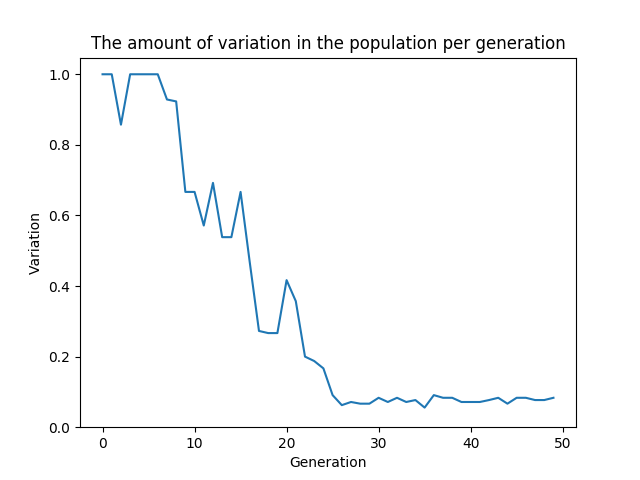 The amount of variation in the population per generation
1.0
0.8
0.6
0.4
0.2
0.0
Variation
0 10 20 30 40 50
Generation